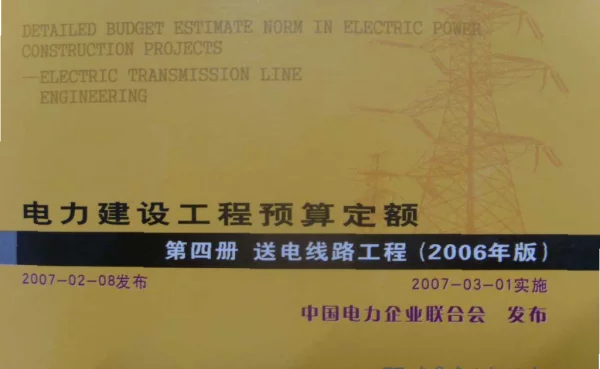 DETAILED BUDGET ESTIMATE NORM IN ELECTRIC POWER
CONSTRUCTION PROJECTS
—ELECTRIC TRANSMISSION LINE
ENGINEERING
电力建设工程预算定额
第四册 送电线路工程(2006年版)
2007-02-08发布 2007-03-01实施
中国电力企业联合会 发布